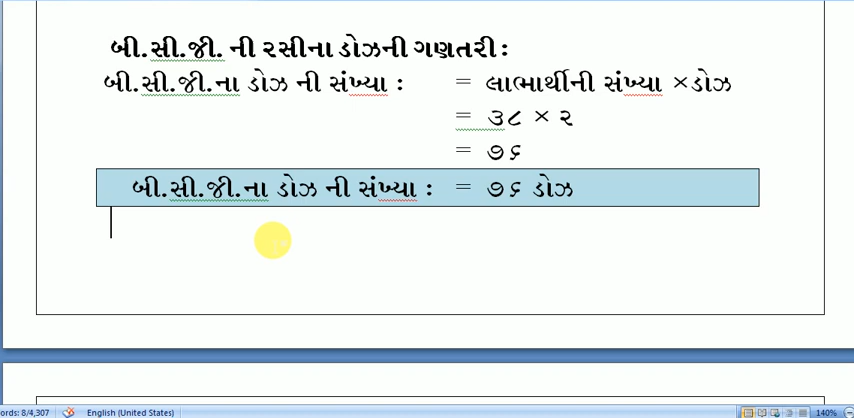 બી.સી.જી. ની રસીના ડોઝની ગણતરી :
બી.સી.જી.ના ડોઝ ની સંખ્યા : = લાભાર્થીની સંખ્યા ×ડોઝ
= ૩૮ × ૨
= ૭૬
બી.સી.જી.ના ડોઝ ની સંખ્યા : = ૭૬ ડોઝ
ords: 8/4,307 English (United States) 140%